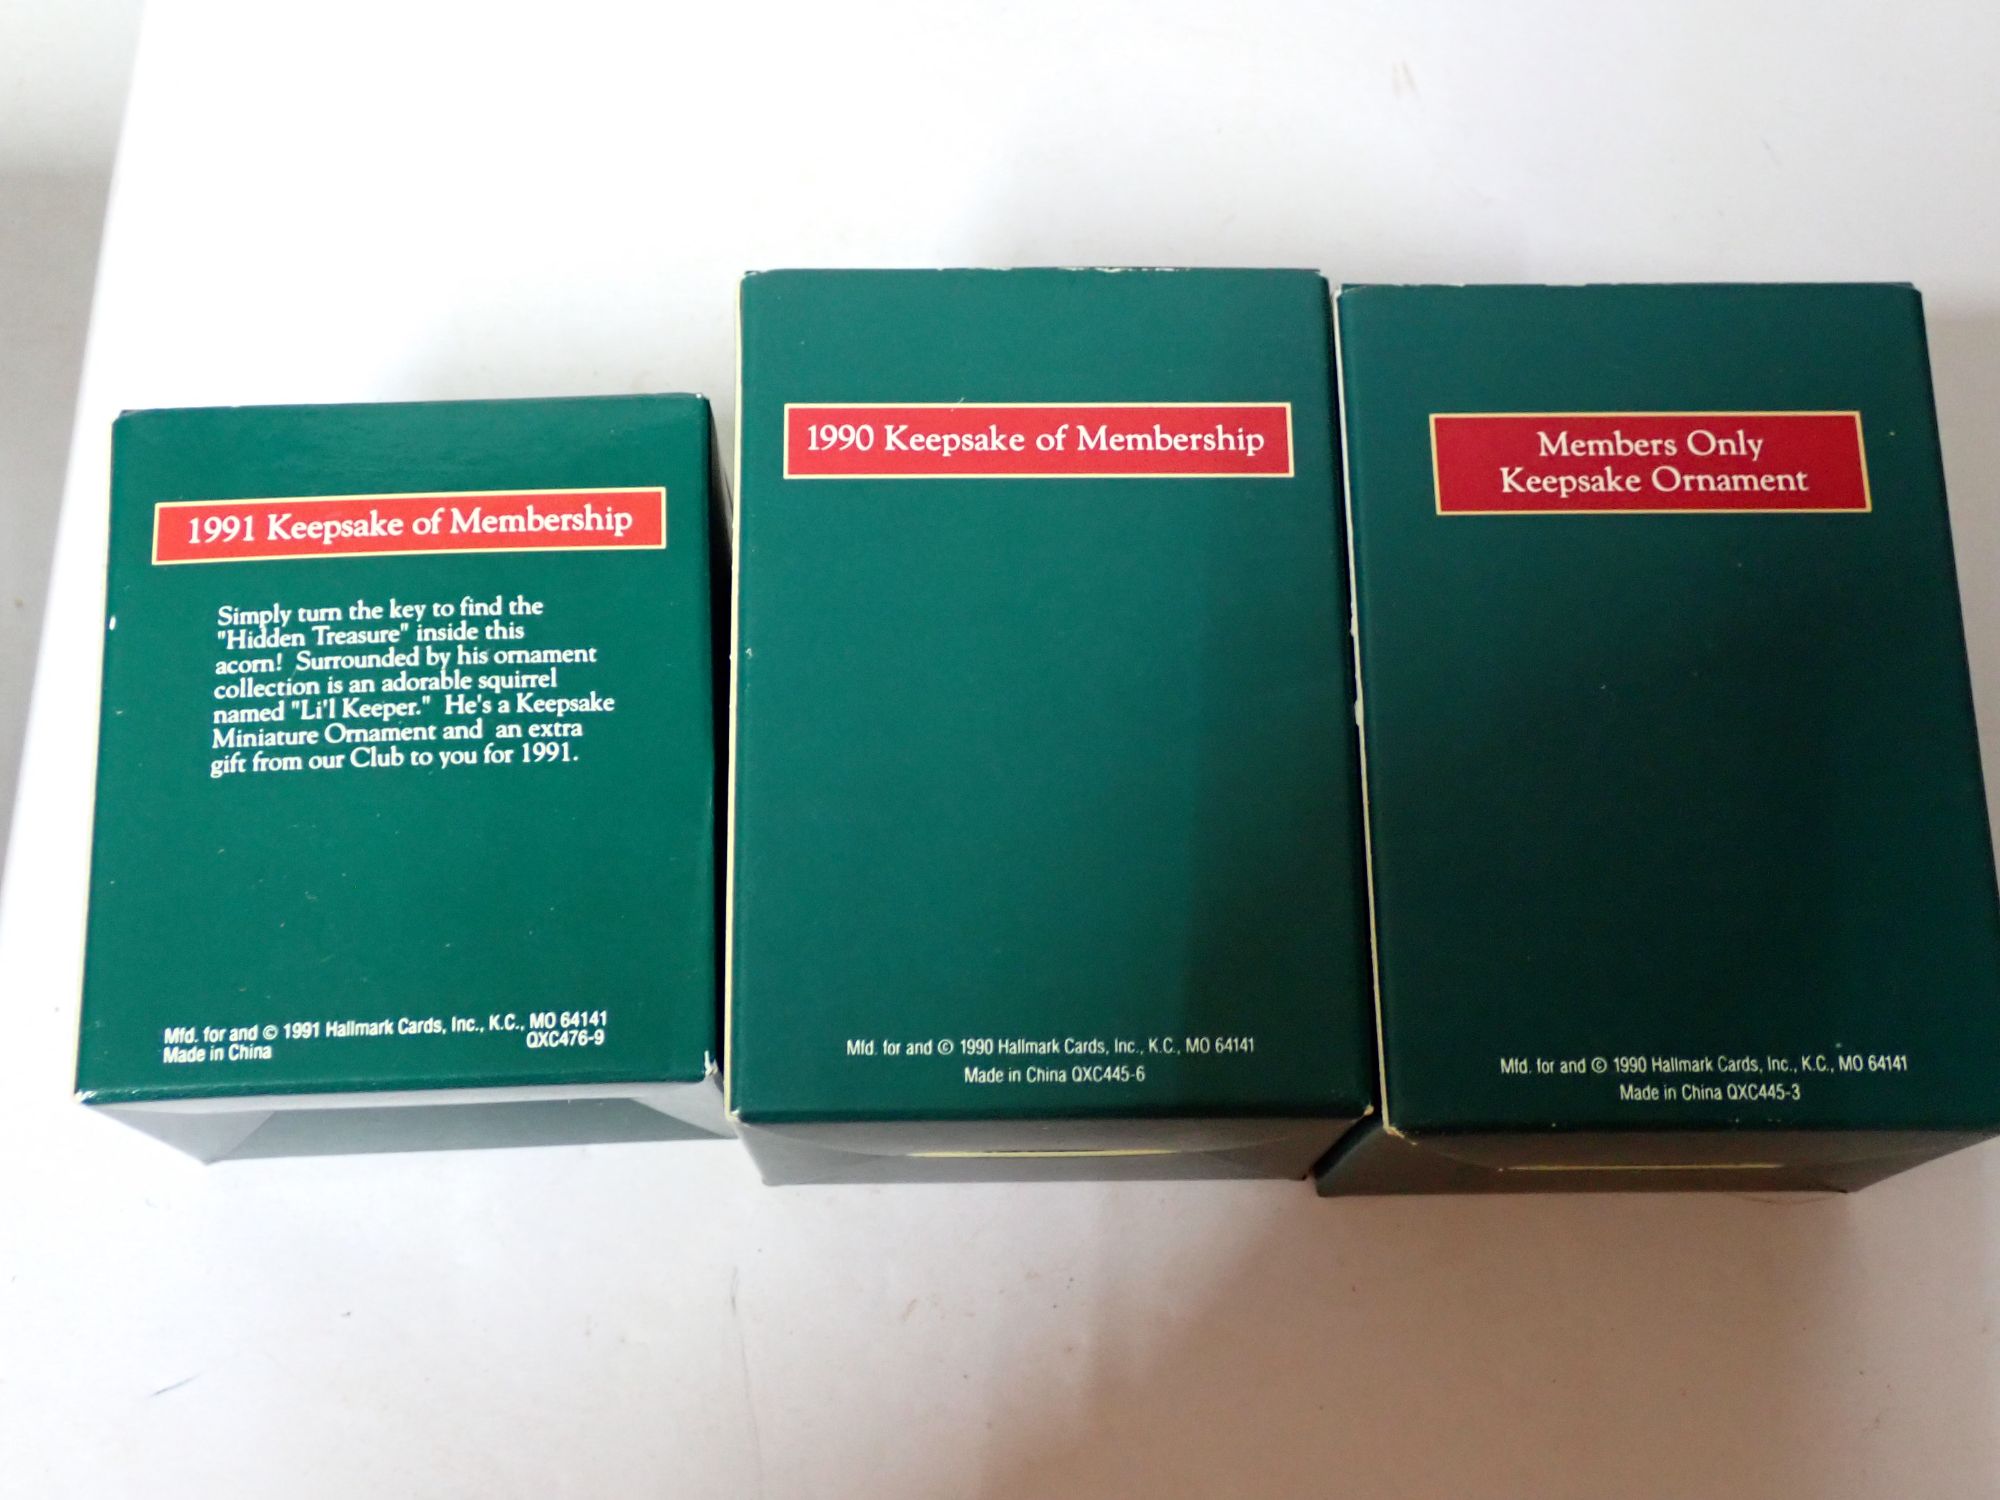 1991 Keepsake of Membership
Simply turn the key to find the
"Hidden Treasure" inside this
acorn! Surrounded by his ornament
collection is an adorable squirrel
named "Li'l Keeper." He's a Keepsake
Miniature Ornament and an extra
gift from our Club to you for 1991.
Mfd. for and © 1991 Hallmark Cards, Inc., K.C., MO 64141
Made in China QXC476-9
1990 Keepsake of Membership
Mfd. for and © 1990 Hallmark Cards, Inc., K.C., MO 64141
Made in China QXC445-6
Members Only
Keepsake Ornament
Mfd. for and © 1990 Hallmark Cards, Inc., K.C., MO 64141
Made in China QXC445-3